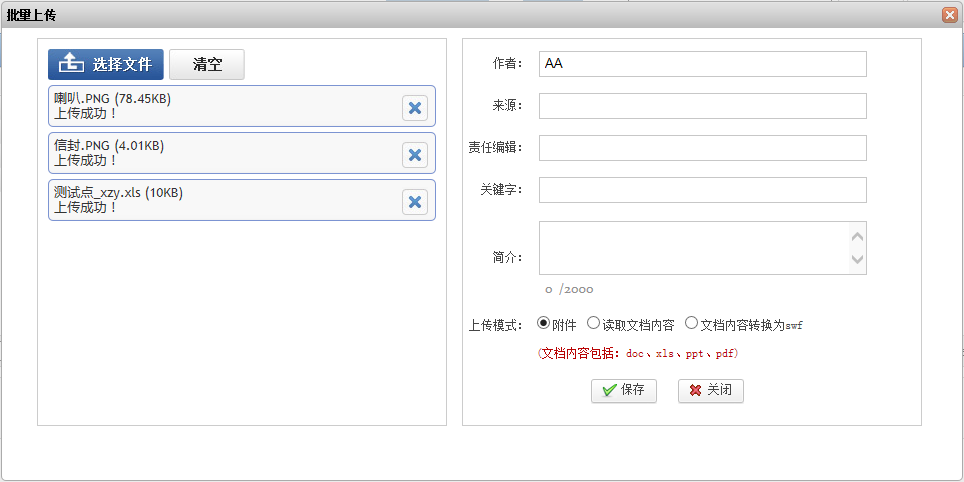 批量上传
选择文件
清空
喇叭.PNG (78.45KB)
上传成功！
信封.PNG (4.01KB)
上传成功！
测试点_xzy.xls (10KB)
上传成功！
作者： AA
来源：
责任编辑：
关键字：
简介：
0 /2000
上传模式： 附件 读取文档内容 文档内容转换为swf
(文档内容包括：doc、xls、ppt、pdf)
保存 关闭